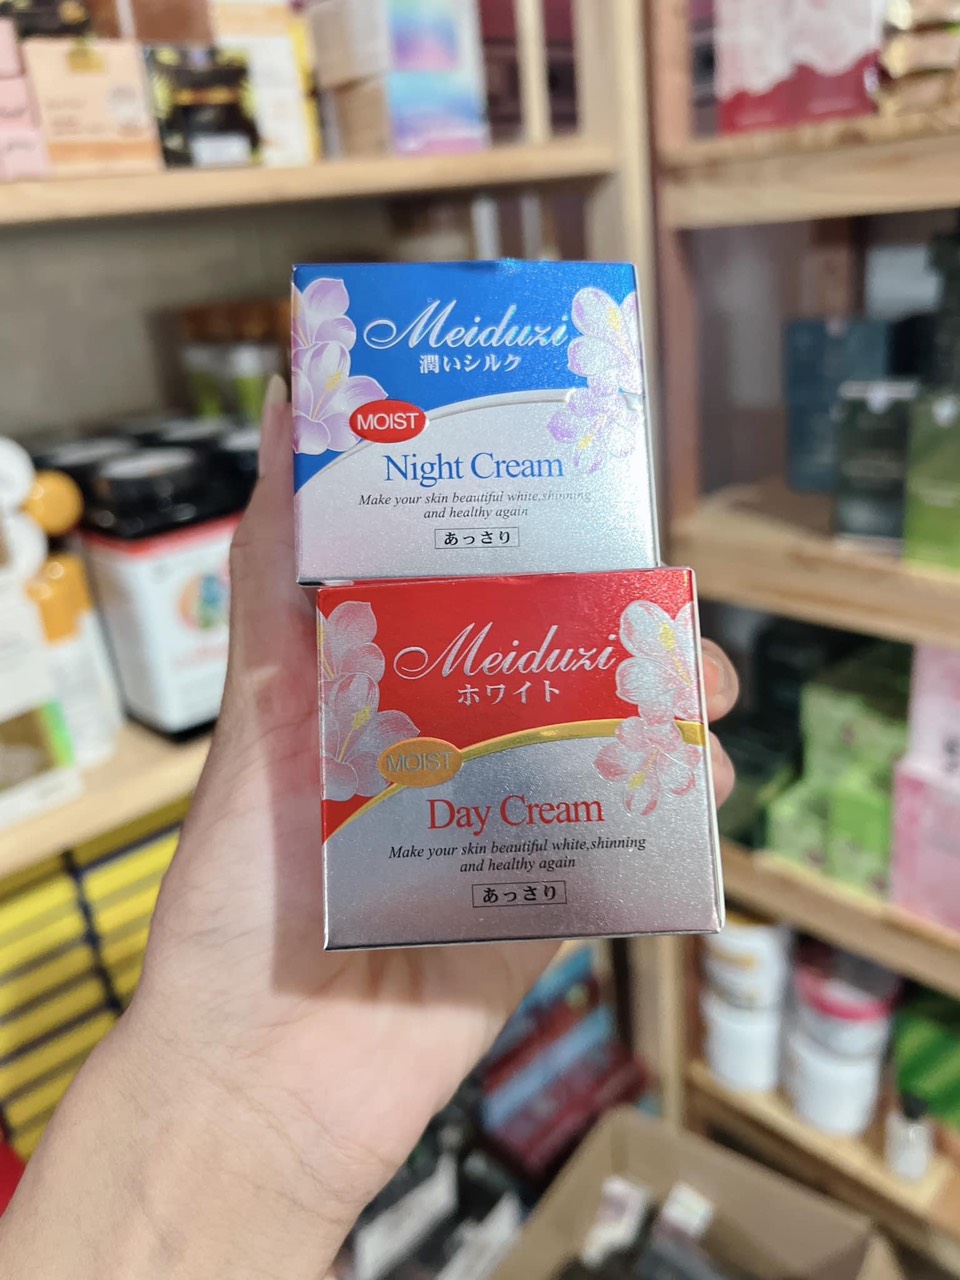 Meiduzi
潤いシルク
MOIST
Night Cream
Make your skin beautiful white,shinning
and healthy again
あっさり
Meiduzi
ホワイト
MOIST
Day Cream
Make your skin beautiful white,shinning
and healthy again
あっさり